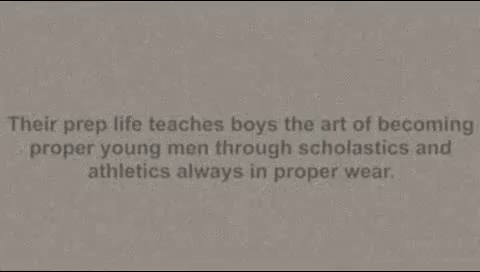 Their prep life teaches boys the art of becoming
proper young men through scholastics and
athletics always in proper wear.